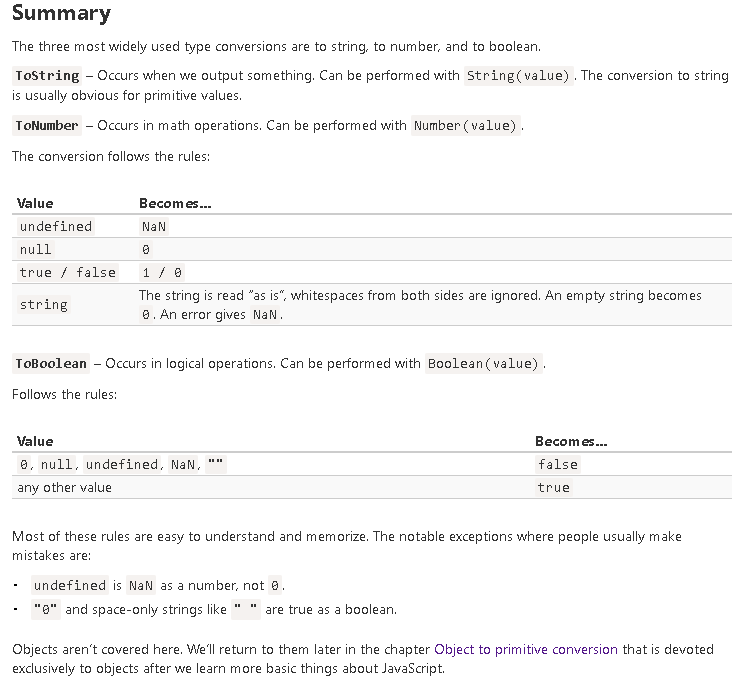 Summary
The three most widely used type conversions are to string, to number, and to boolean.
ToString – Occurs when we output something. Can be performed with String(value). The conversion to string
is usually obvious for primitive values.
ToNumber – Occurs in math operations. Can be performed with Number(value).
The conversion follows the rules:
Value Becomes…
undefined NaN
null 0
true / false 1 / 0
string The string is read “as is”, whitespaces from both sides are ignored. An empty string becomes
0. An error gives NaN.
ToBoolean – Occurs in logical operations. Can be performed with Boolean(value).
Follows the rules:
Value Becomes…
0, null, undefined, NaN, "" false
any other value true
Most of these rules are easy to understand and memorize. The notable exceptions where people usually make
mistakes are:
• undefined is NaN as a number, not 0.
• "0" and space-only strings like " " are true as a boolean.
Objects aren’t covered here. We’ll return to them later in the chapter Object to primitive conversion that is devoted
exclusively to objects after we learn more basic things about JavaScript.